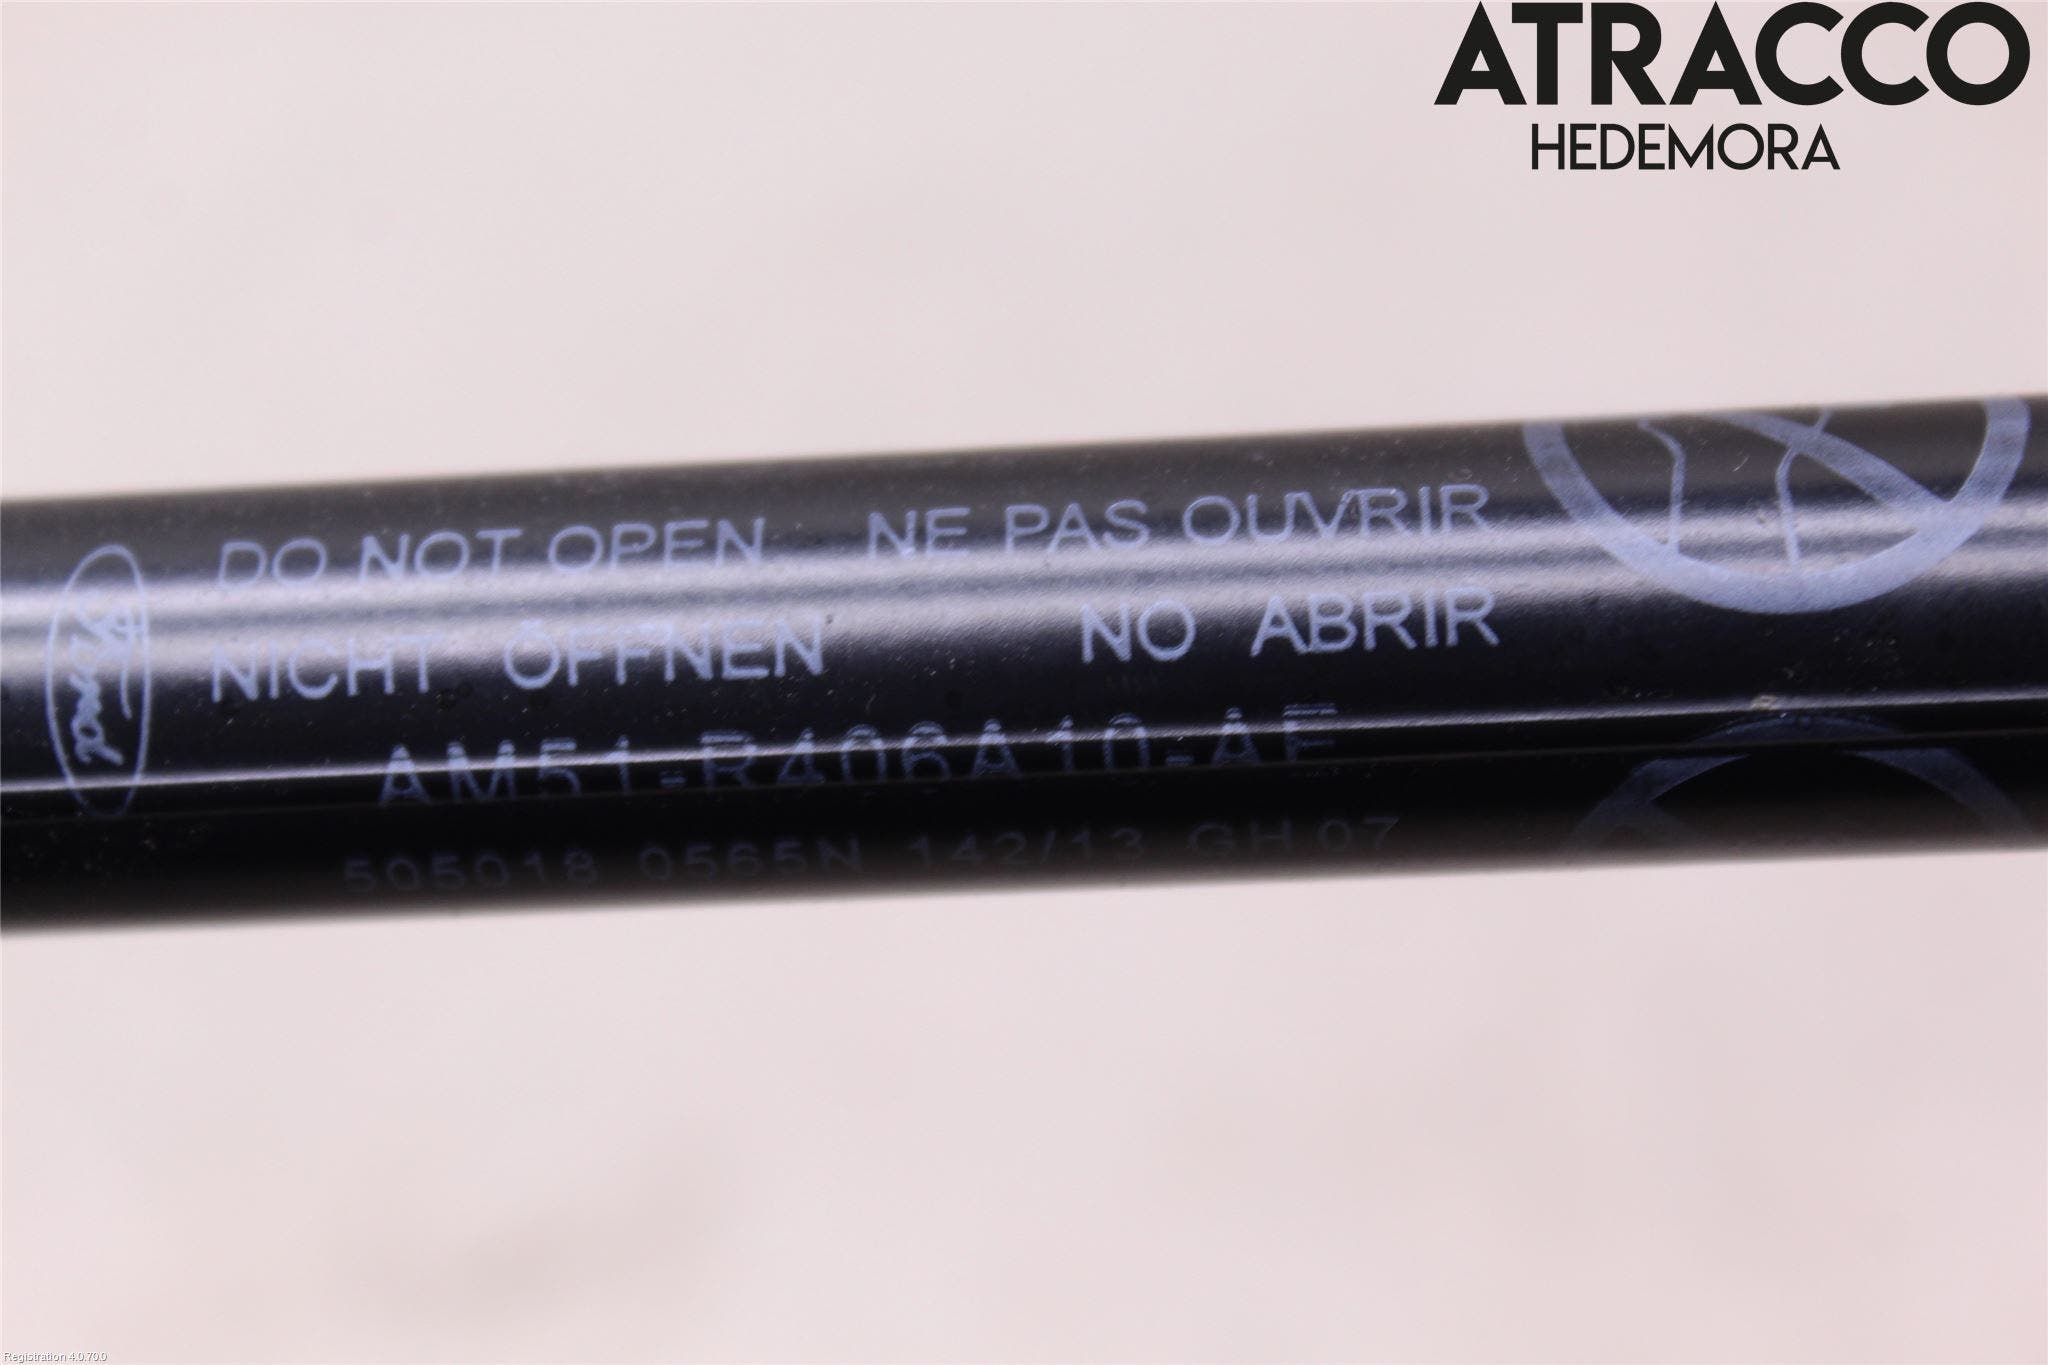 ATRACCO
HEDEMORA
Ford
DO NOT OPEN NE PAS OUVRIR
NICHT ÖFFNEN NO ABRIR
AM51-R406A10-AF
505018 0565N 142/13 GH 07
Registration 4.0.70.0